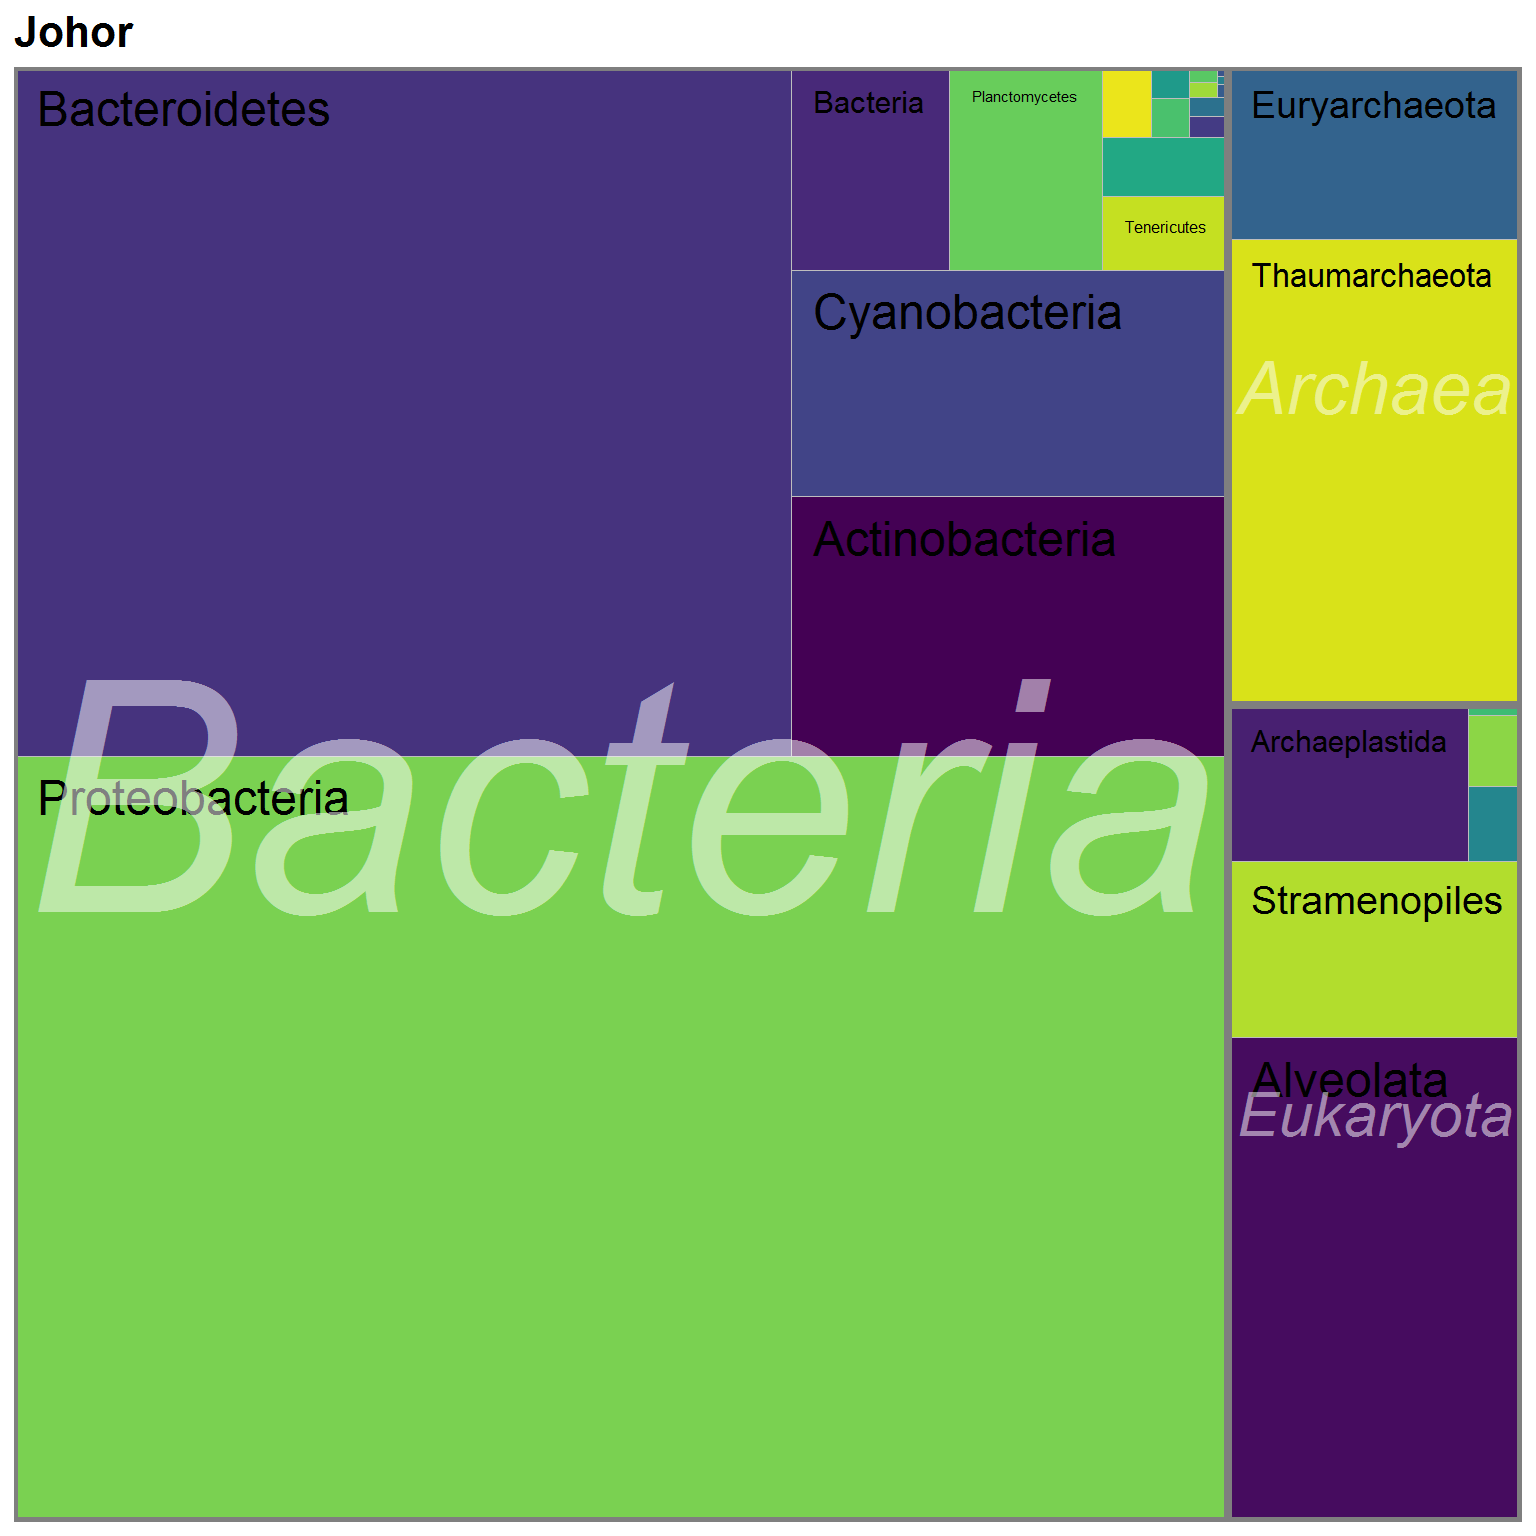 Johor
Bacteroidetes
Bacteria
Planctomycetes
Tenericutes
Cyanobacteria
Actinobacteria
Proteobacteria
Bacteria
Euryarchaeota
Thaumarchaeota
Archaea
Archaeplastida
Stramenopiles
Alveolata
Eukaryota